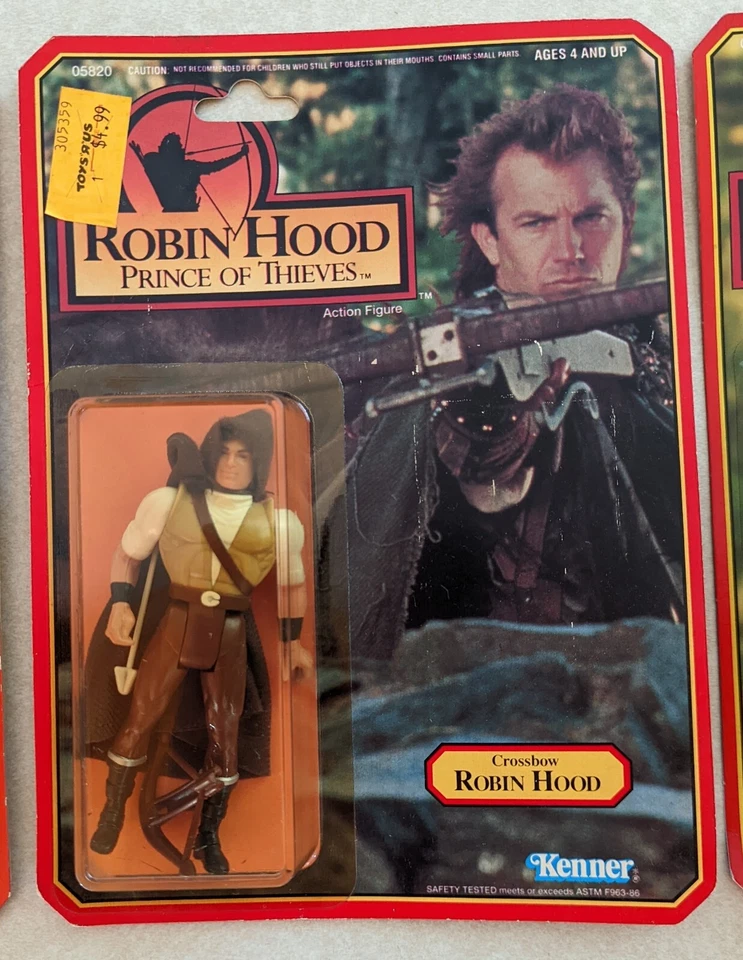 05820 CAUTION: NOT RECOMMENDED FOR CHILDREN WHO STILL PUT OBJECTS IN THEIR MOUTHS. CONTAINS SMALL PARTS. AGES 4 AND UP
305359
TOYS R US
1 $4.99
ROBIN HOOD
PRINCE OF THIEVES™
™
Action Figure
Crossbow
ROBIN HOOD
Kenner®
SAFETY TESTED meets or exceeds ASTM F963-86